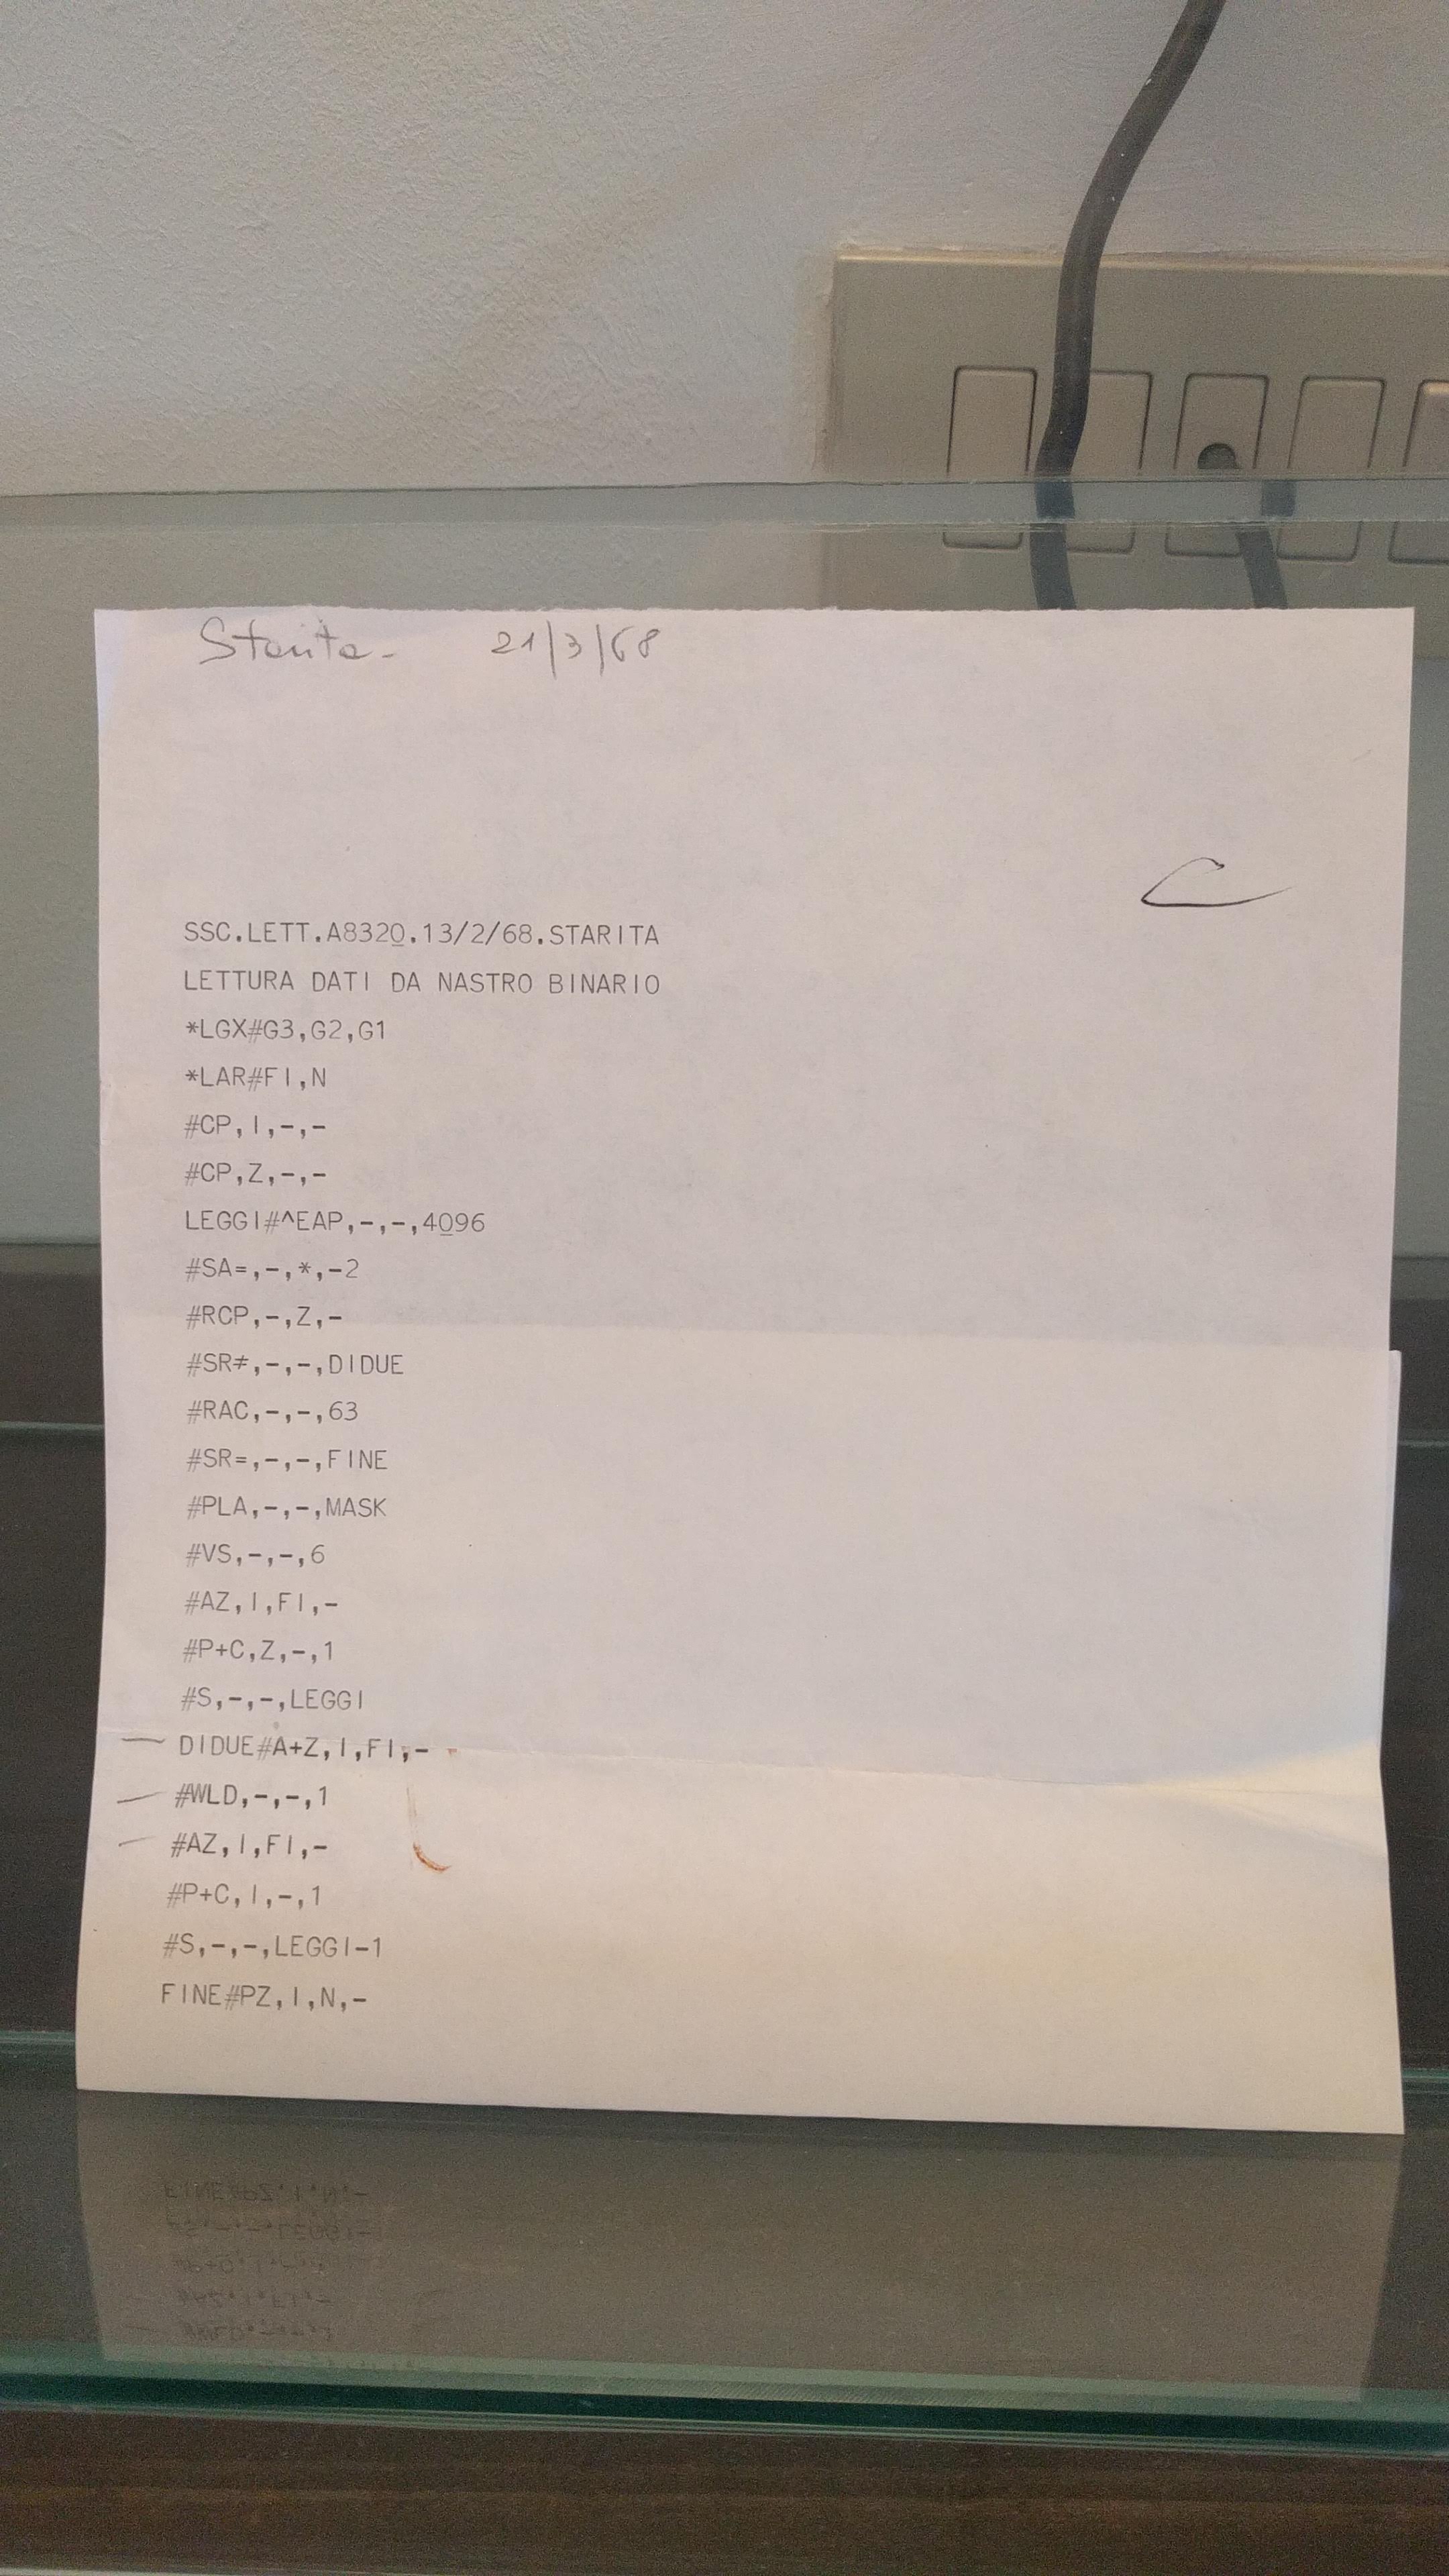 Starita - 21/3/68
SSC.LETT.A8320.13/2/68.STARITA
LETTURA DATI DA NASTRO BINARIO
*LGX#G3,G2,G1
*LAR#FI,N
#CP,I,-,-
#CP,Z,-,-
LEGGI#^EAP,-,-,4096
#SA=,-,*,-2
#RCP,-,Z,-
#SR≠,-,-,DIDUE
#RAC,-,-,63
#SR=,-,-,FINE
#PLA,-,-,MASK
#VS,-,-,6
#AZ,I,FI,-
#P+C,Z,-,1
#S,-,-,LEGGI
DIDUE#A+Z,I,FI,-
#WLD,-,-,1
#AZ,I,FI,-
#P+C,I,-,1
#S,-,-,LEGGI-1
FINE#PZ,I,N,-